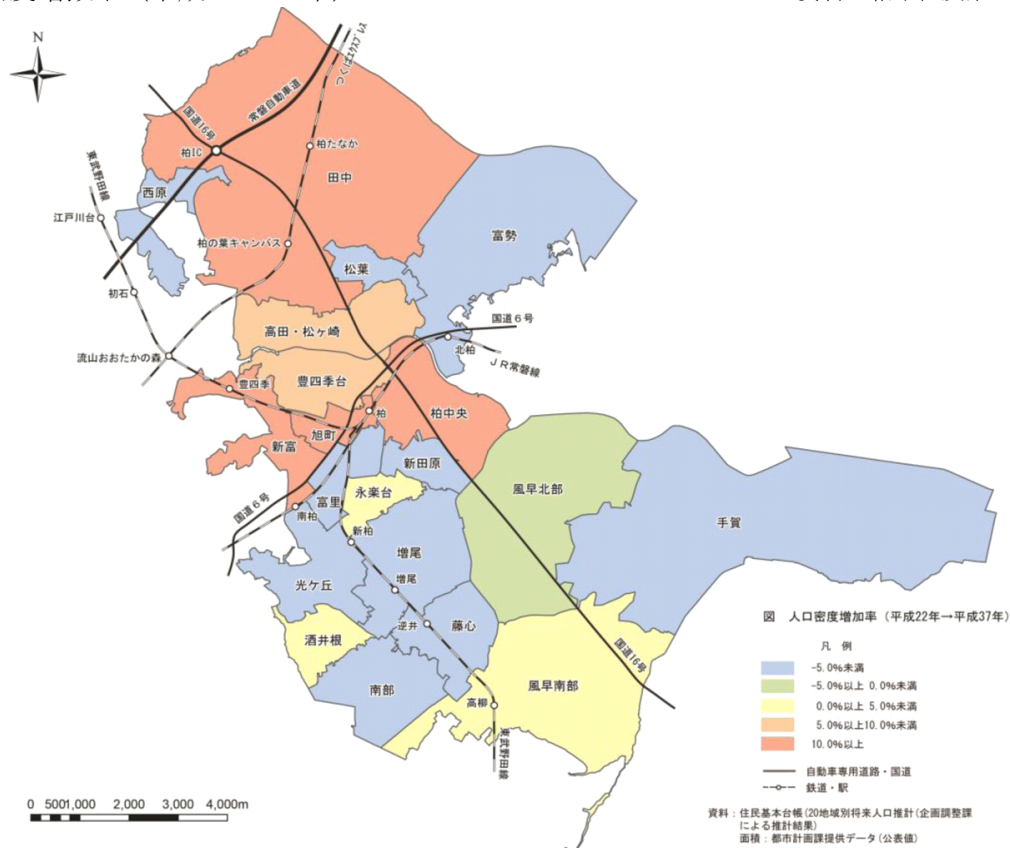 N
つくばエクスプレス
常磐自動車道
国道16号
柏IC
柏たなか
田中
東武野田線
西原
江戸川台
柏の葉キャンパス
富勢
松葉
初石
国道６号
高田・松ヶ崎
北柏
ＪＲ常磐線
流山おおたかの森
豊四季
豊四季台
柏
柏中央
旭町
新富
新田原
国道６号
富里
永楽台
風早北部
南柏
新柏
手賀
増尾
光ケ丘
増尾
酒井根
逆井
藤心
国道16号
南部
風早南部
高柳
東武野田線
図　人口密度増加率（平成22年→平成37年）
凡　例
-5.0%未満
-5.0%以上 0.0%未満
0.0%以上 5.0%未満
5.0%以上10.0%未満
10.0%以上
自動車専用道路・国道
鉄道・駅
0 500 1,000 2,000 3,000 4,000m
資料：住民基本台帳(20地域別将来人口推計(企画調整課
による推計結果)
面積：都市計画課提供データ(公表値)